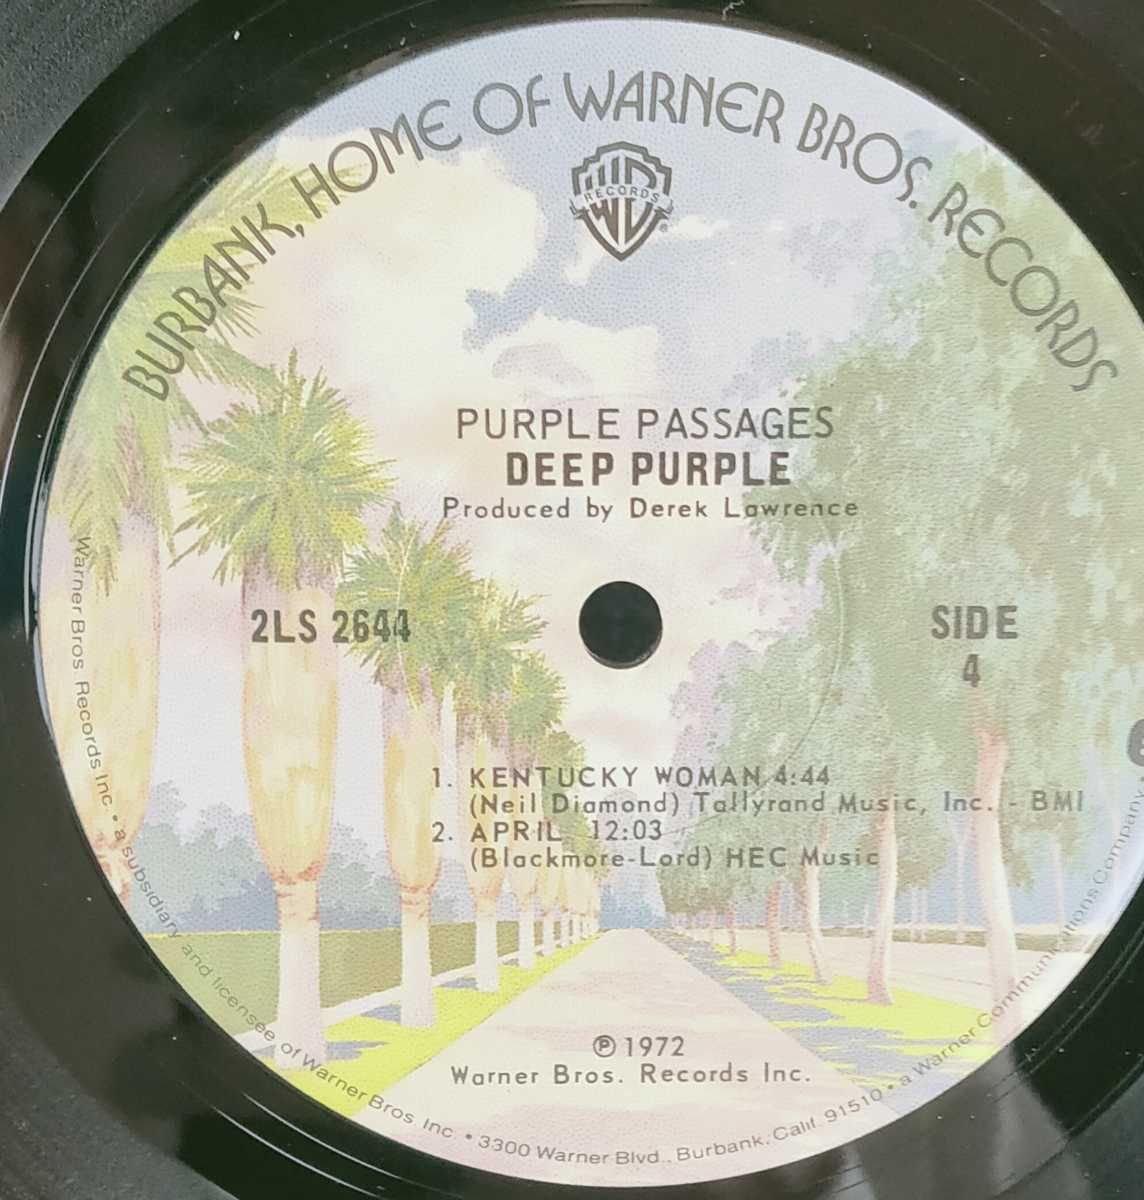 BURBANK, HOME OF WARNER BROS. RECORDS
RECORDS
PURPLE PASSAGES
DEEP PURPLE
Produced by Derek Lawrence
2LS 2644
SIDE
4
1. KENTUCKY WOMAN 4:44
(Neil Diamond) Tallyrand Music, Inc. - BMI
2. APRIL 12:03
(Blackmore-Lord) HEC Music
℗ 1972
Warner Bros. Records Inc.
Warner Bros. Records Inc. • a subsidiary and licensee of Warner Bros. Inc • 3300 Warner Blvd., Burbank, Calif. 91510 • a Warner Communications Company